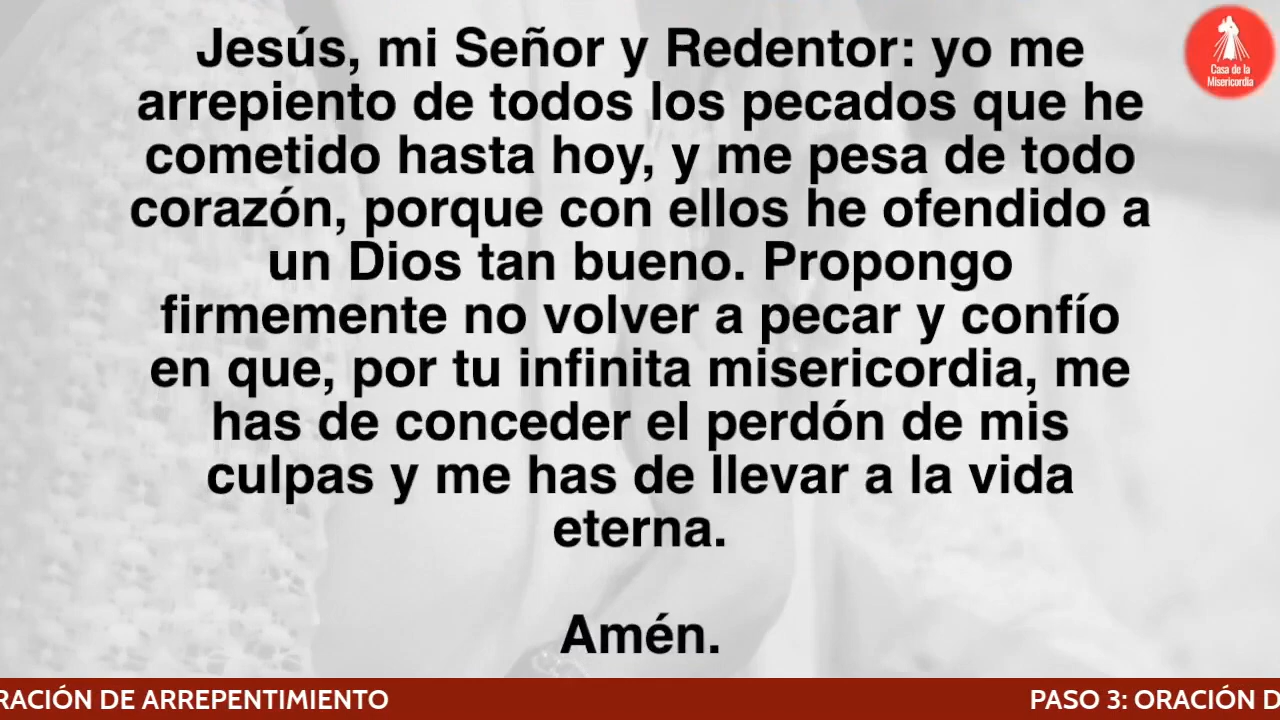 Jesús, mi Señor y Redentor: yo me
arrepiento de todos los pecados que he
cometido hasta hoy, y me pesa de todo
corazón, porque con ellos he ofendido a
un Dios tan bueno. Propongo
firmemente no volver a pecar y confío
en que, por tu infinita misericordia, me
has de conceder el perdón de mis
culpas y me has de llevar a la vida
eterna.
Amén.
Casa de la
Misericordia
RACIÓN DE ARREPENTIMIENTO
PASO 3: ORACIÓN D